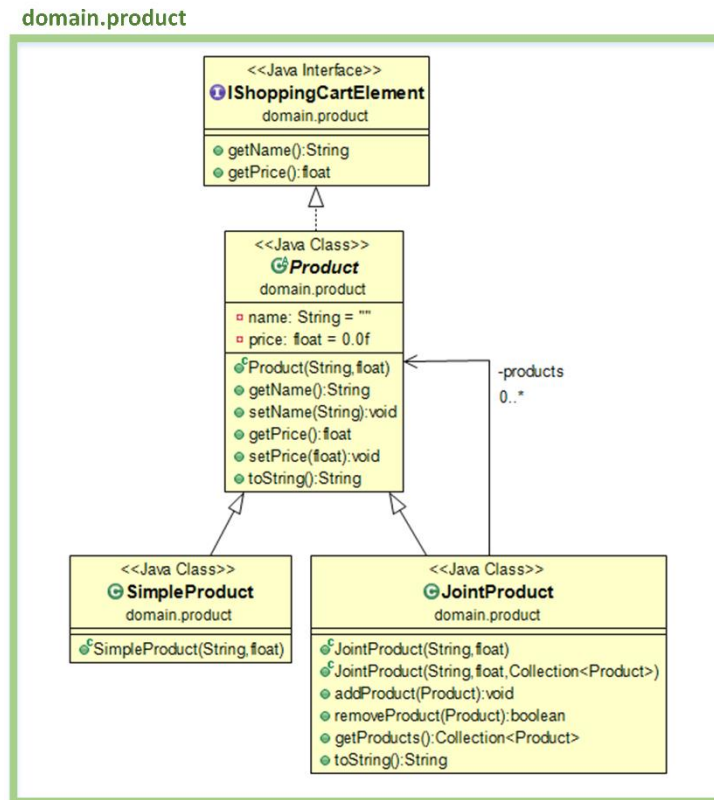 domain.product
<<Java Interface>>
IShoppingCartElement
domain.product
getName():String
getPrice():float
<<Java Class>>
Product
domain.product
name: String = ""
price: float = 0.0f
Product(String,float)
getName():String
setName(String):void
getPrice():float
setPrice(float):void
toString():String
-products
0..*
<<Java Class>>
SimpleProduct
domain.product
SimpleProduct(String,float)
<<Java Class>>
JointProduct
domain.product
JointProduct(String,float)
JointProduct(String,float,Collection<Product>)
addProduct(Product):void
removeProduct(Product):boolean
getProducts():Collection<Product>
toString():String